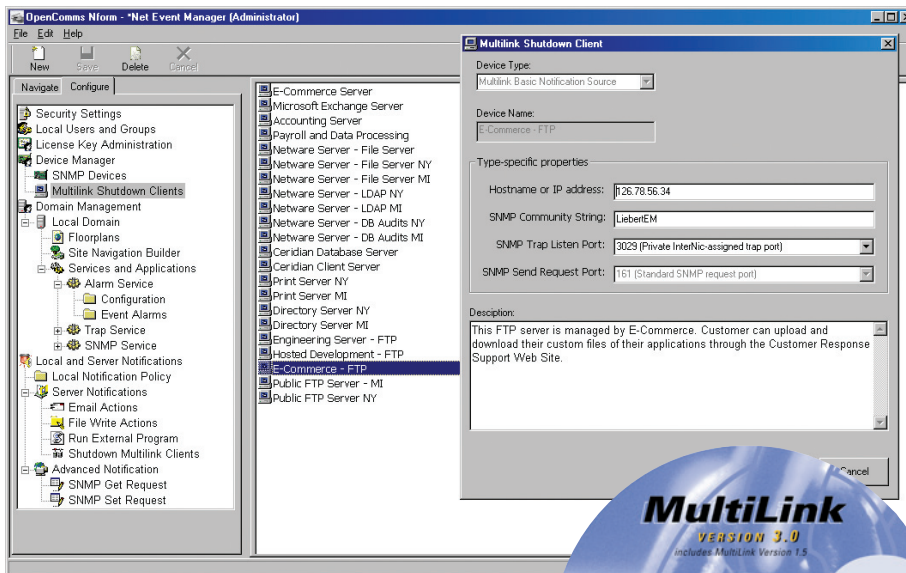 OpenComms Nform - *Net Event Manager (Administrator)
File Edit Help
New Save Delete Cancel
Navigate Configure
Security Settings
Local Users and Groups
License Key Administration
Device Manager
SNMP Devices
Multilink Shutdown Clients
Domain Management
Local Domain
Floorplans
Site Navigation Builder
Services and Applications
Alarm Service
Configuration
Event Alarms
Trap Service
SNMP Service
Local and Server Notifications
Local Notification Policy
Server Notifications
Email Actions
File Write Actions
Run External Program
Shutdown Multilink Clients
Advanced Notification
SNMP Get Request
SNMP Set Request
E-Commerce Server
Microsoft Exchange Server
Accounting Server
Payroll and Data Processing
Netware Server - File Server
Netware Server - File Server NY
Netware Server - File Server MI
Netware Server - LDAP NY
Netware Server - LDAP MI
Netware Server - DB Audits NY
Netware Server - DB Audits MI
Ceridian Database Server
Ceridian Client Server
Print Server NY
Print Server MI
Directory Server NY
Directory Server MI
Engineering Server - FTP
Hosted Development - FTP
E-Commerce - FTP
Public FTP Server - MI
Public FTP Server NY
Multilink Shutdown Client
Device Type:
Multilink Basic Notification Source
Device Name:
E-Commerce - FTP
Type-specific properties
Hostname or IP address: 126.78.56.34
SNMP Community String: LiebertEM
SNMP Trap Listen Port: 3029 (Private InterNic-assigned trap port)
SNMP Send Request Port: 161 (Standard SNMP request port)
Desciption:
This FTP server is managed by E-Commerce. Customer can upload and
download their custom files of their applications through the Customer Response
Support Web Site.
Cancel
MultiLink
VERSION 3.0
includes MultiLink Version 1.5